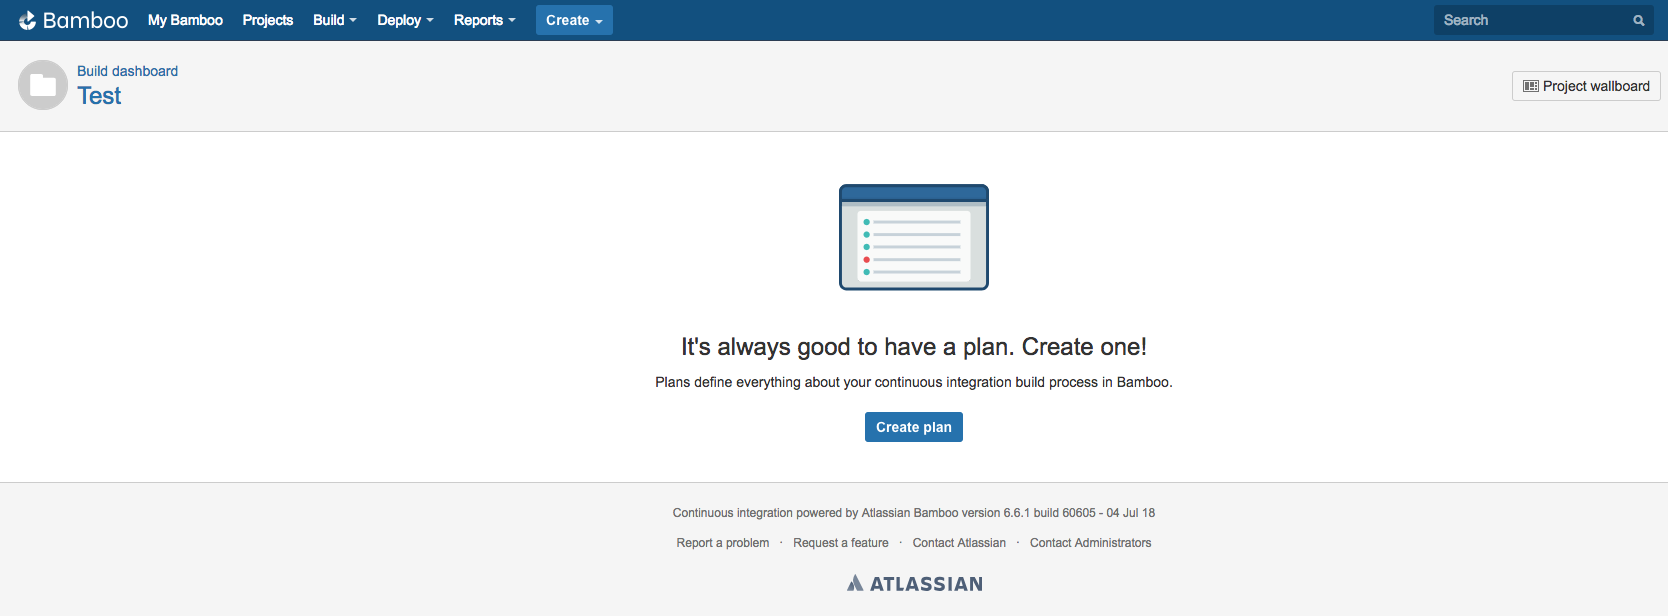 Bamboo My Bamboo Projects Build Deploy Reports Create Search
Build dashboard
Test
Project wallboard
It's always good to have a plan. Create one!
Plans define everything about your continuous integration build process in Bamboo.
Create plan
Continuous integration powered by Atlassian Bamboo version 6.6.1 build 60605 - 04 Jul 18
Report a problem · Request a feature · Contact Atlassian · Contact Administrators
ATLASSIAN